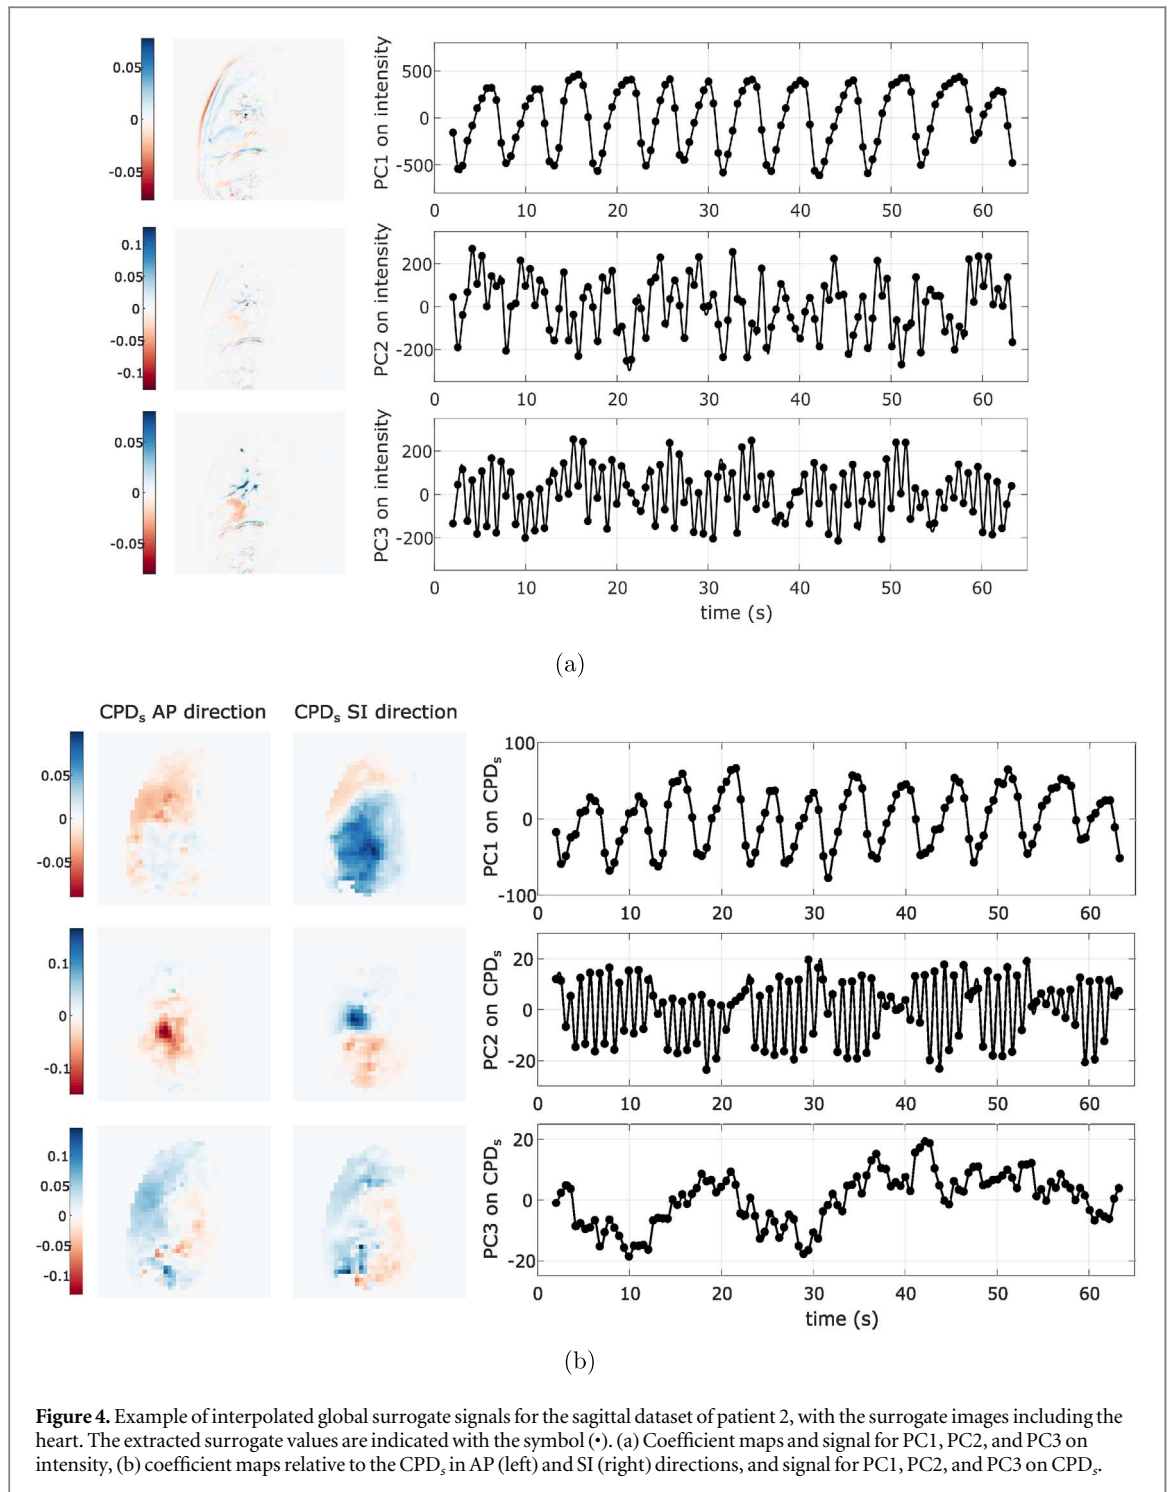 0.05
0
-0.05
PC1 on intensity
500
0
-500
0 10 20 30 40 50 60
0.1
0.05
0
-0.05
-0.1
PC2 on intensity
200
0
-200
0 10 20 30 40 50 60
0.05
0
-0.05
PC3 on intensity
200
0
-200
0 10 20 30 40 50 60
time (s)
(a)
CPDs AP direction CPDs SI direction
0.05
0
-0.05
PC1 on CPDs
100
0
-100
0 10 20 30 40 50 60
0.1
0
-0.1
PC2 on CPDs
20
0
-20
0 10 20 30 40 50 60
0.1
0.05
0
-0.05
-0.1
PC3 on CPDs
20
0
-20
0 10 20 30 40 50 60
time (s)
(b)
Figure 4. Example of interpolated global surrogate signals for the sagittal dataset of patient 2, with the surrogate images including the
heart. The extracted surrogate values are indicated with the symbol (•). (a) Coefficient maps and signal for PC1, PC2, and PC3 on
intensity, (b) coefficient maps relative to the CPDs in AP (left) and SI (right) directions, and signal for PC1, PC2, and PC3 on CPDs.